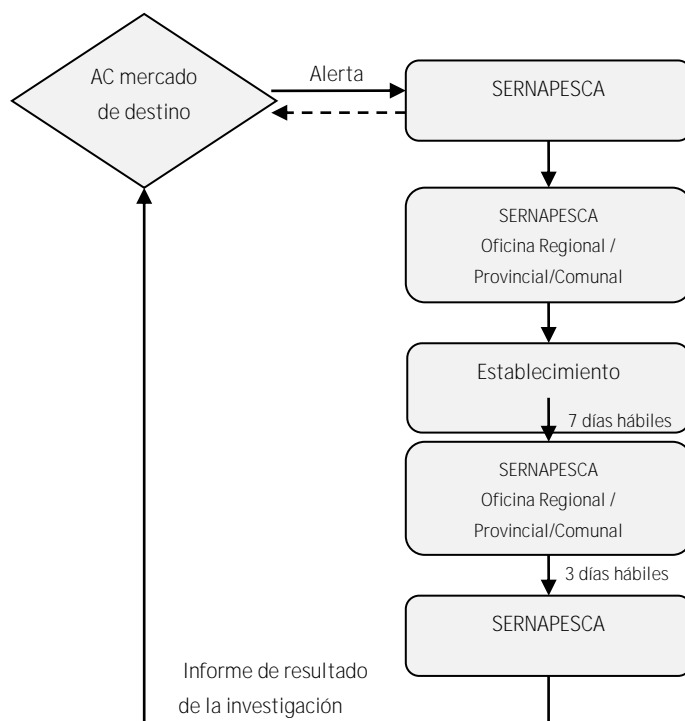 AC mercado
de destino
Alerta
SERNAPESCA
SERNAPESCA
Oficina Regional /
Provincial/Comunal
Establecimiento
7 días hábiles
SERNAPESCA
Oficina Regional /
Provincial/Comunal
3 días hábiles
SERNAPESCA
Informe de resultado
de la investigación